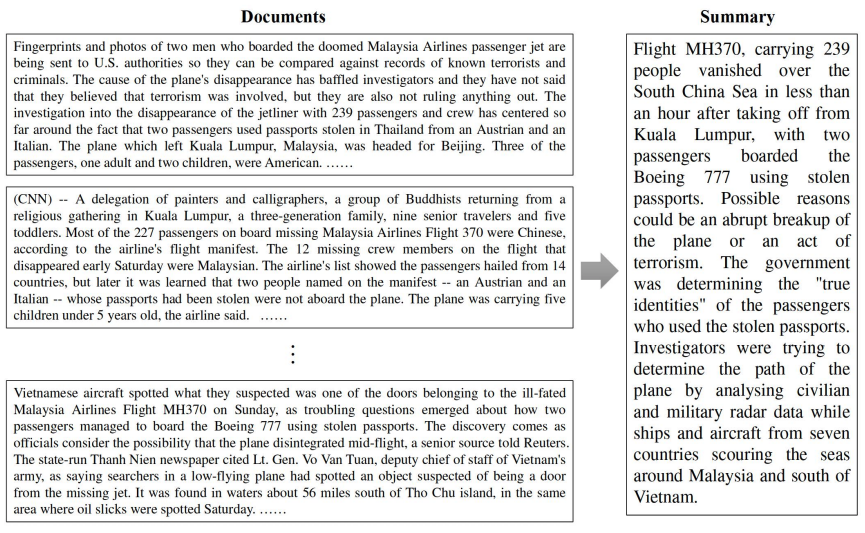 Documents
Fingerprints and photos of two men who boarded the doomed Malaysia Airlines passenger jet are
being sent to U.S. authorities so they can be compared against records of known terrorists and
criminals. The cause of the plane's disappearance has baffled investigators and they have not said
that they believed that terrorism was involved, but they are also not ruling anything out. The
investigation into the disappearance of the jetliner with 239 passengers and crew has centered so
far around the fact that two passengers used passports stolen in Thailand from an Austrian and an
Italian. The plane which left Kuala Lumpur, Malaysia, was headed for Beijing. Three of the
passengers, one adult and two children, were American. ……
(CNN) -- A delegation of painters and calligraphers, a group of Buddhists returning from a
religious gathering in Kuala Lumpur, a three-generation family, nine senior travelers and five
toddlers. Most of the 227 passengers on board missing Malaysia Airlines Flight 370 were Chinese,
according to the airline's flight manifest. The 12 missing crew members on the flight that
disappeared early Saturday were Malaysian. The airline's list showed the passengers hailed from 14
countries, but later it was learned that two people named on the manifest -- an Austrian and an
Italian -- whose passports had been stolen were not aboard the plane. The plane was carrying five
children under 5 years old, the airline said. ……
Vietnamese aircraft spotted what they suspected was one of the doors belonging to the ill-fated
Malaysia Airlines Flight MH370 on Sunday, as troubling questions emerged about how two
passengers managed to board the Boeing 777 using stolen passports. The discovery comes as
officials consider the possibility that the plane disintegrated mid-flight, a senior source told Reuters.
The state-run Thanh Nien newspaper cited Lt. Gen. Vo Van Tuan, deputy chief of staff of Vietnam's
army, as saying searchers in a low-flying plane had spotted an object suspected of being a door
from the missing jet. It was found in waters about 56 miles south of Tho Chu island, in the same
area where oil slicks were spotted Saturday. ……
Summary
Flight MH370, carrying 239
people vanished over the
South China Sea in less than
an hour after taking off from
Kuala Lumpur, with two
passengers boarded the
Boeing 777 using stolen
passports. Possible reasons
could be an abrupt breakup of
the plane or an act of
terrorism. The government
was determining the "true
identities" of the passengers
who used the stolen passports.
Investigators were trying to
determine the path of the
plane by analysing civilian
and military radar data while
ships and aircraft from seven
countries scouring the seas
around Malaysia and south of
Vietnam.